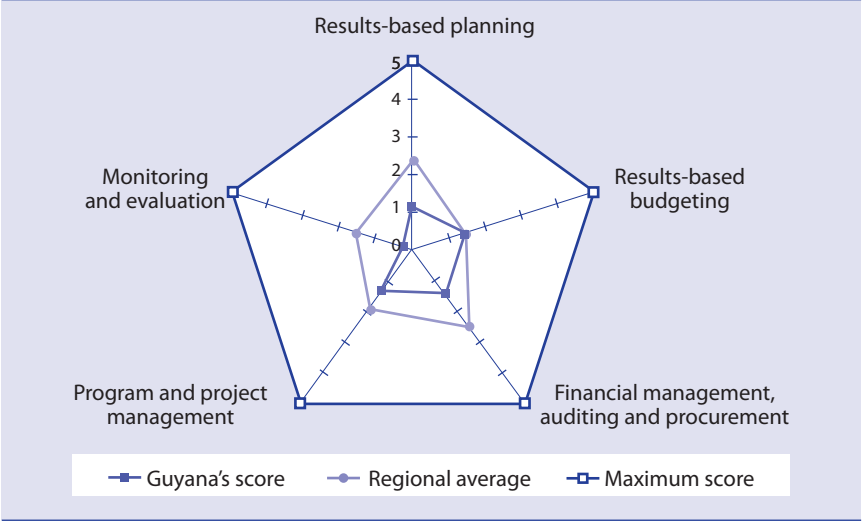 Results-based planning
5
4
3
2
1
0
Monitoring
and evaluation
Results-based
budgeting
Program and project
management
Financial management,
auditing and procurement
Guyana’s score
Regional average
Maximum score